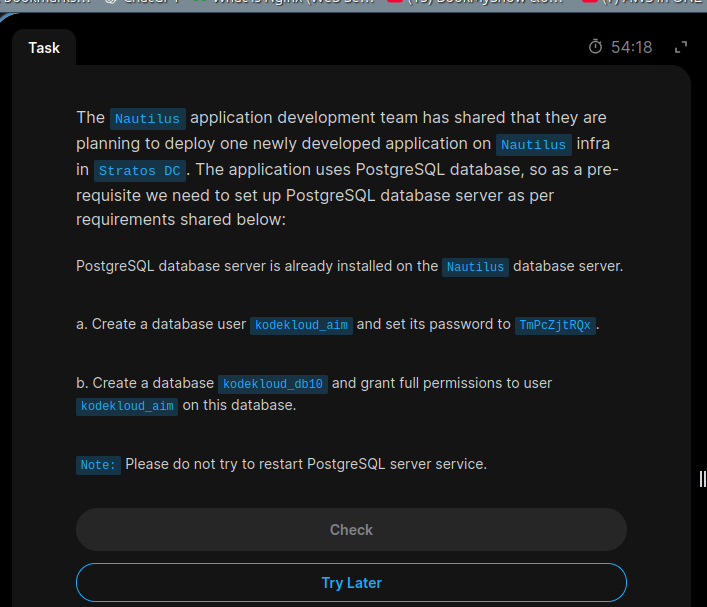 Task
54:18
The Nautilus application development team has shared that they are
planning to deploy one newly developed application on Nautilus infra
in Stratos DC. The application uses PostgreSQL database, so as a pre-
requisite we need to set up PostgreSQL database server as per
requirements shared below:
PostgreSQL database server is already installed on the Nautilus database server.
a. Create a database user kodekloud_aim and set its password to TmPcZjtRQx.
b. Create a database kodekloud_db10 and grant full permissions to user
kodekloud_aim on this database.
Note: Please do not try to restart PostgreSQL server service.
Check
Try Later